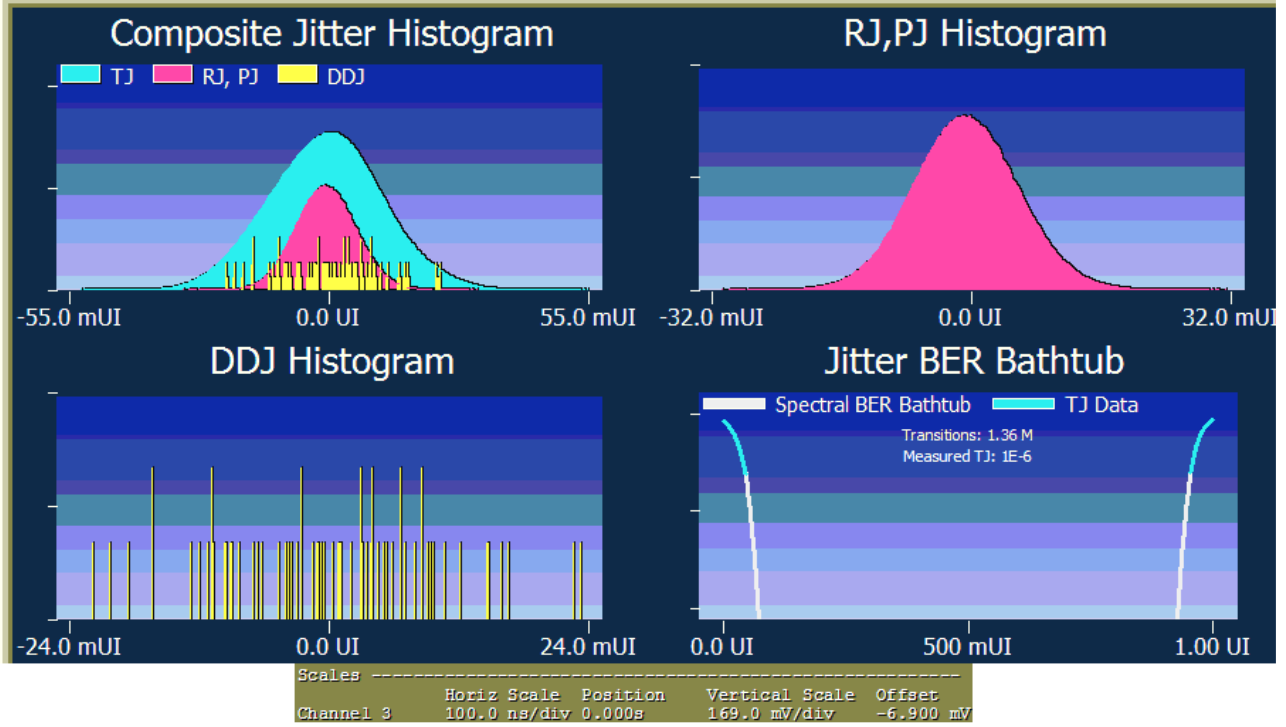 Composite Jitter Histogram
TJ RJ, PJ DDJ
-55.0 mUI 0.0 UI 55.0 mUI
RJ,PJ Histogram
-32.0 mUI 0.0 UI 32.0 mUI
DDJ Histogram
-24.0 mUI 0.0 UI 24.0 mUI
Jitter BER Bathtub
Spectral BER Bathtub TJ Data
Transitions: 1.36 M
Measured TJ: 1E-6
0.0 UI 500 mUI 1.00 UI
Scales
Horiz Scale Position Vertical Scale Offset
Channel 3 100.0 ns/div 0.000s 169.0 mV/div -6.900 mV